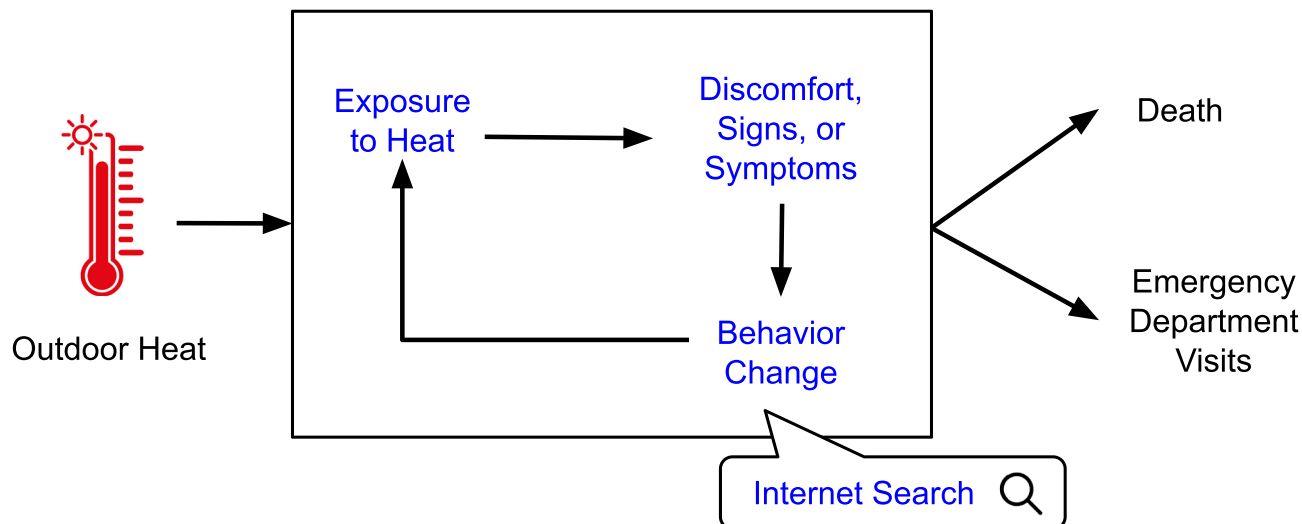 Outdoor Heat
Exposure
to Heat
Discomfort,
Signs, or
Symptoms
Behavior
Change
Internet Search
Death
Emergency
Department
Visits